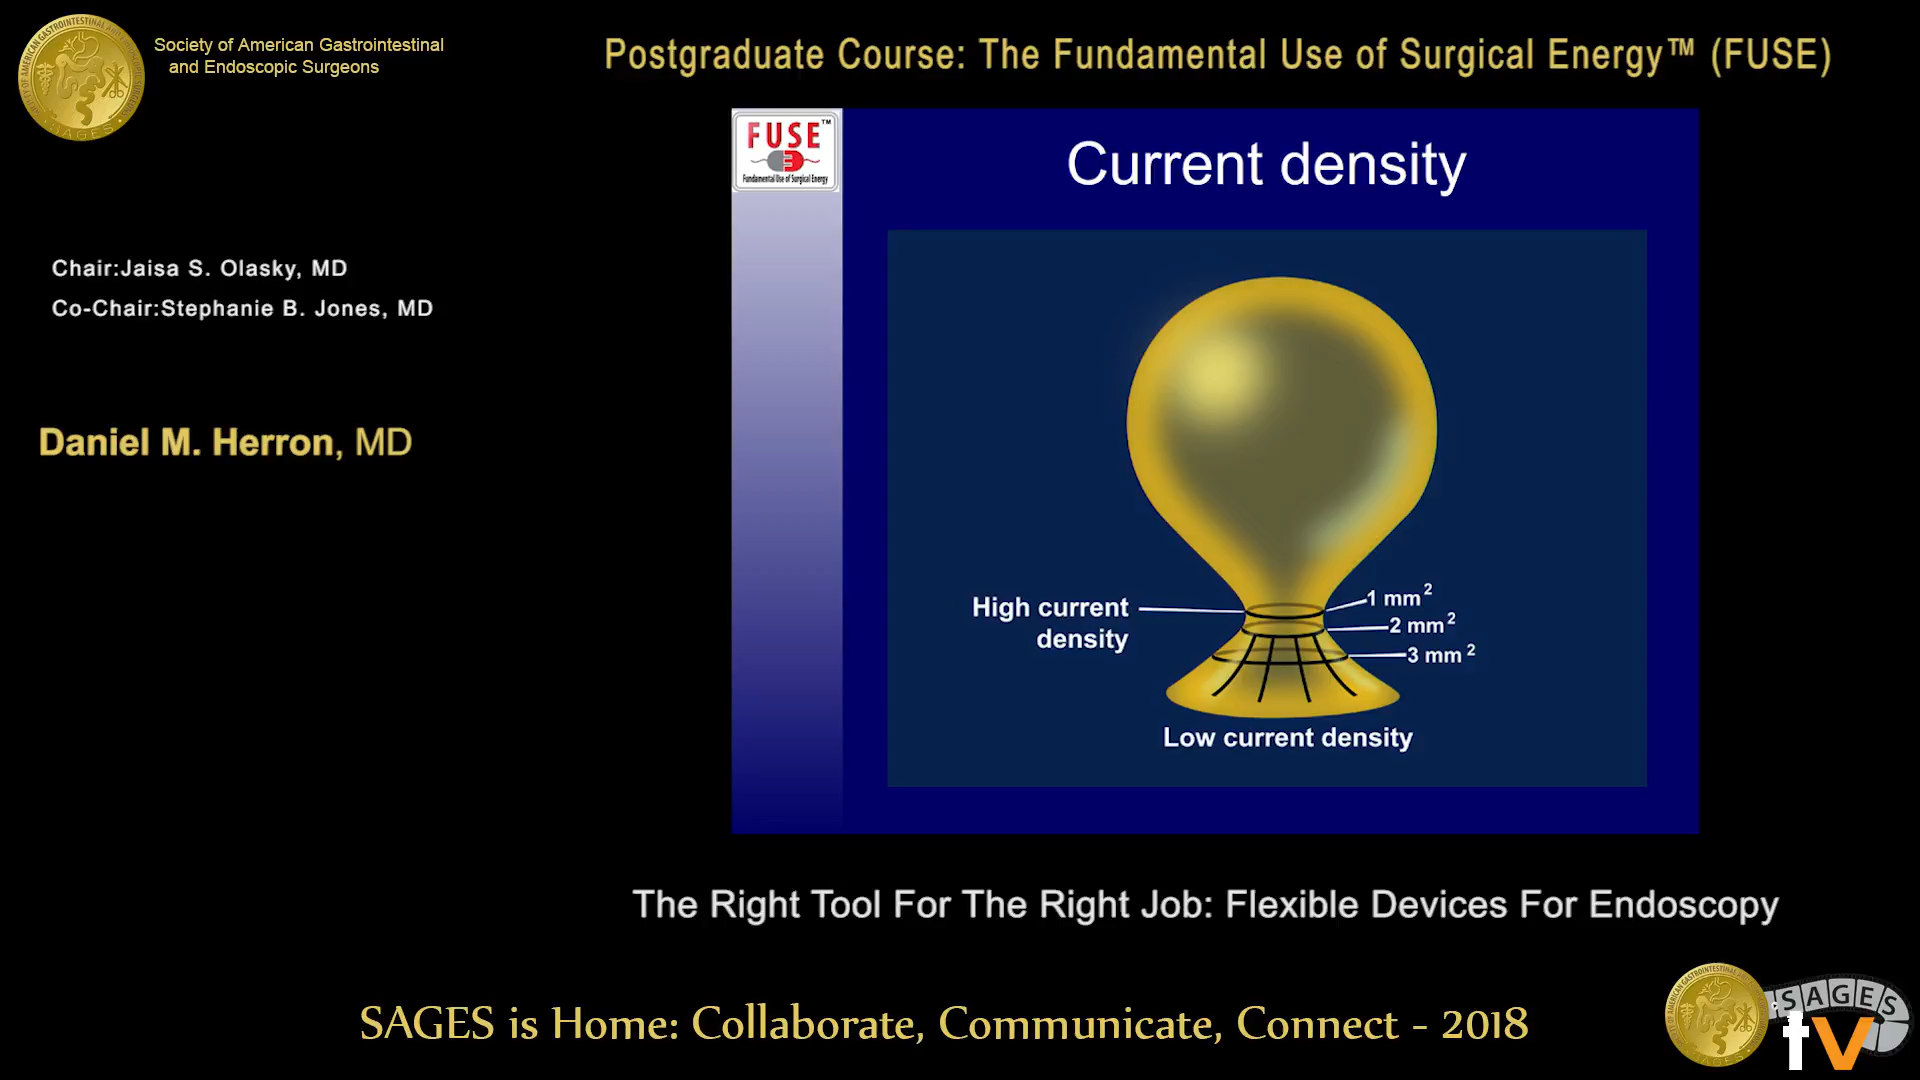 Society of American Gastrointestinal
and Endoscopic Surgeons
Postgraduate Course: The Fundamental Use of Surgical Energy™ (FUSE)
FUSE™
Fundamental Use of Surgical Energy
Current density
Chair:Jaisa S. Olasky, MD
Co-Chair:Stephanie B. Jones, MD
Daniel M. Herron, MD
High current
density
1 mm²
2 mm²
3 mm²
Low current density
The Right Tool For The Right Job: Flexible Devices For Endoscopy
SAGES is Home: Collaborate, Communicate, Connect - 2018
SAGES
tv